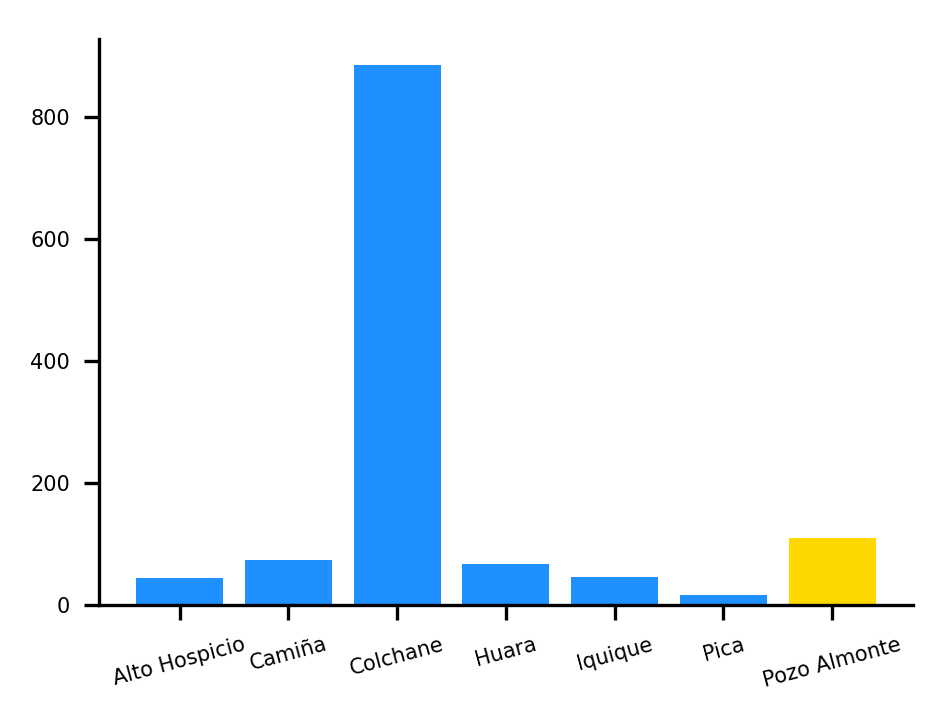 800
600
400
200
0
Alto Hospicio
Camiña
Colchane
Huara
Iquique
Pica
Pozo Almonte